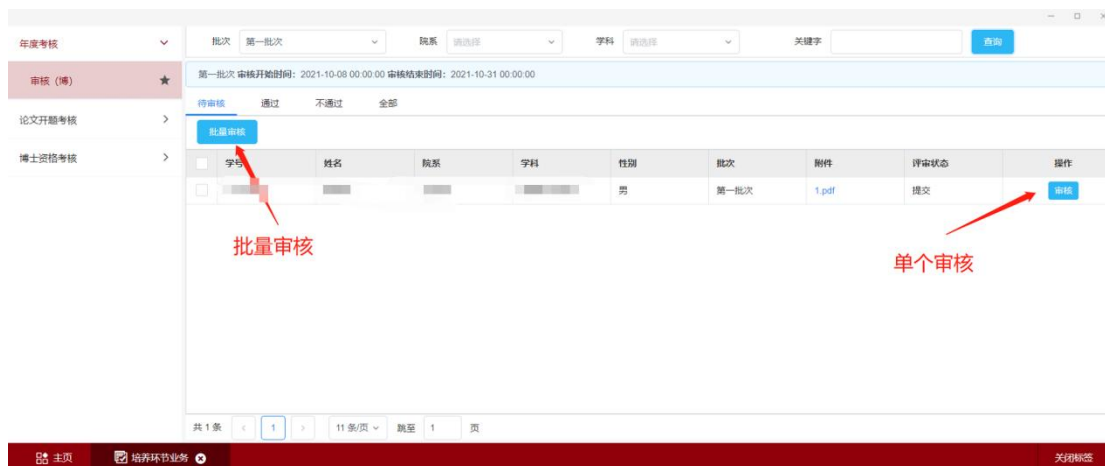 年度考核
批次 第一批次 院系 请选择 学科 请选择 关键字 查询
审核（博）
第一批次 审核开始时间：2021-10-08 00:00:00 审核结束时间：2021-10-31 00:00:00
待审核 通过 不通过 全部
论文开题考核
批量审核
博士资格考核
学号 姓名 院系 学科 性别 批次 附件 评审状态 操作
男 第一批次 1.pdf 提交 审核
批量审核
单个审核
共 1 条 1 11 条/页 跳至 1 页
主页 培养环节业务 关闭标签